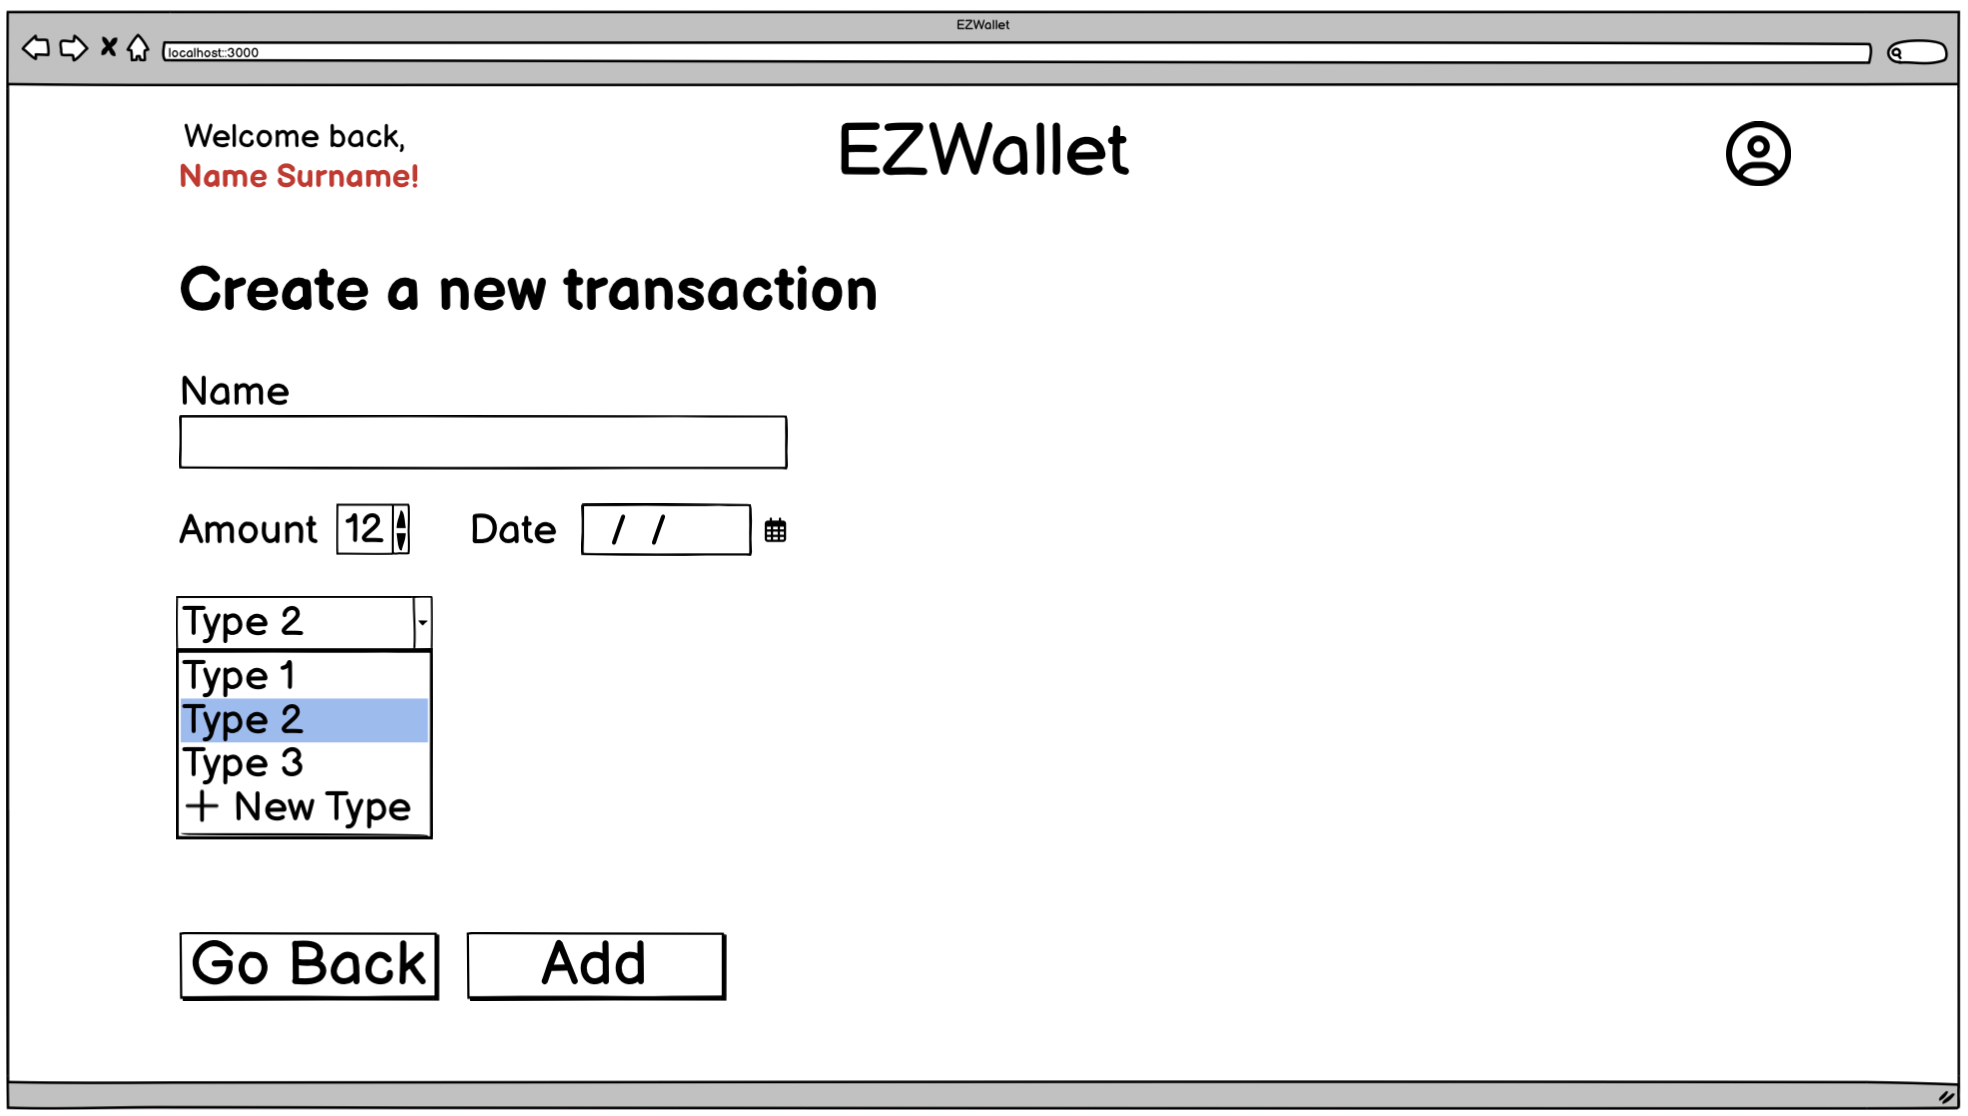 EZWallet
localhost::3000
Welcome back,
Name Surname!
EZWallet
Create a new transaction
Name
Amount 12 Date / /
Type 2
Type 1
Type 2
Type 3
+ New Type
Go Back Add